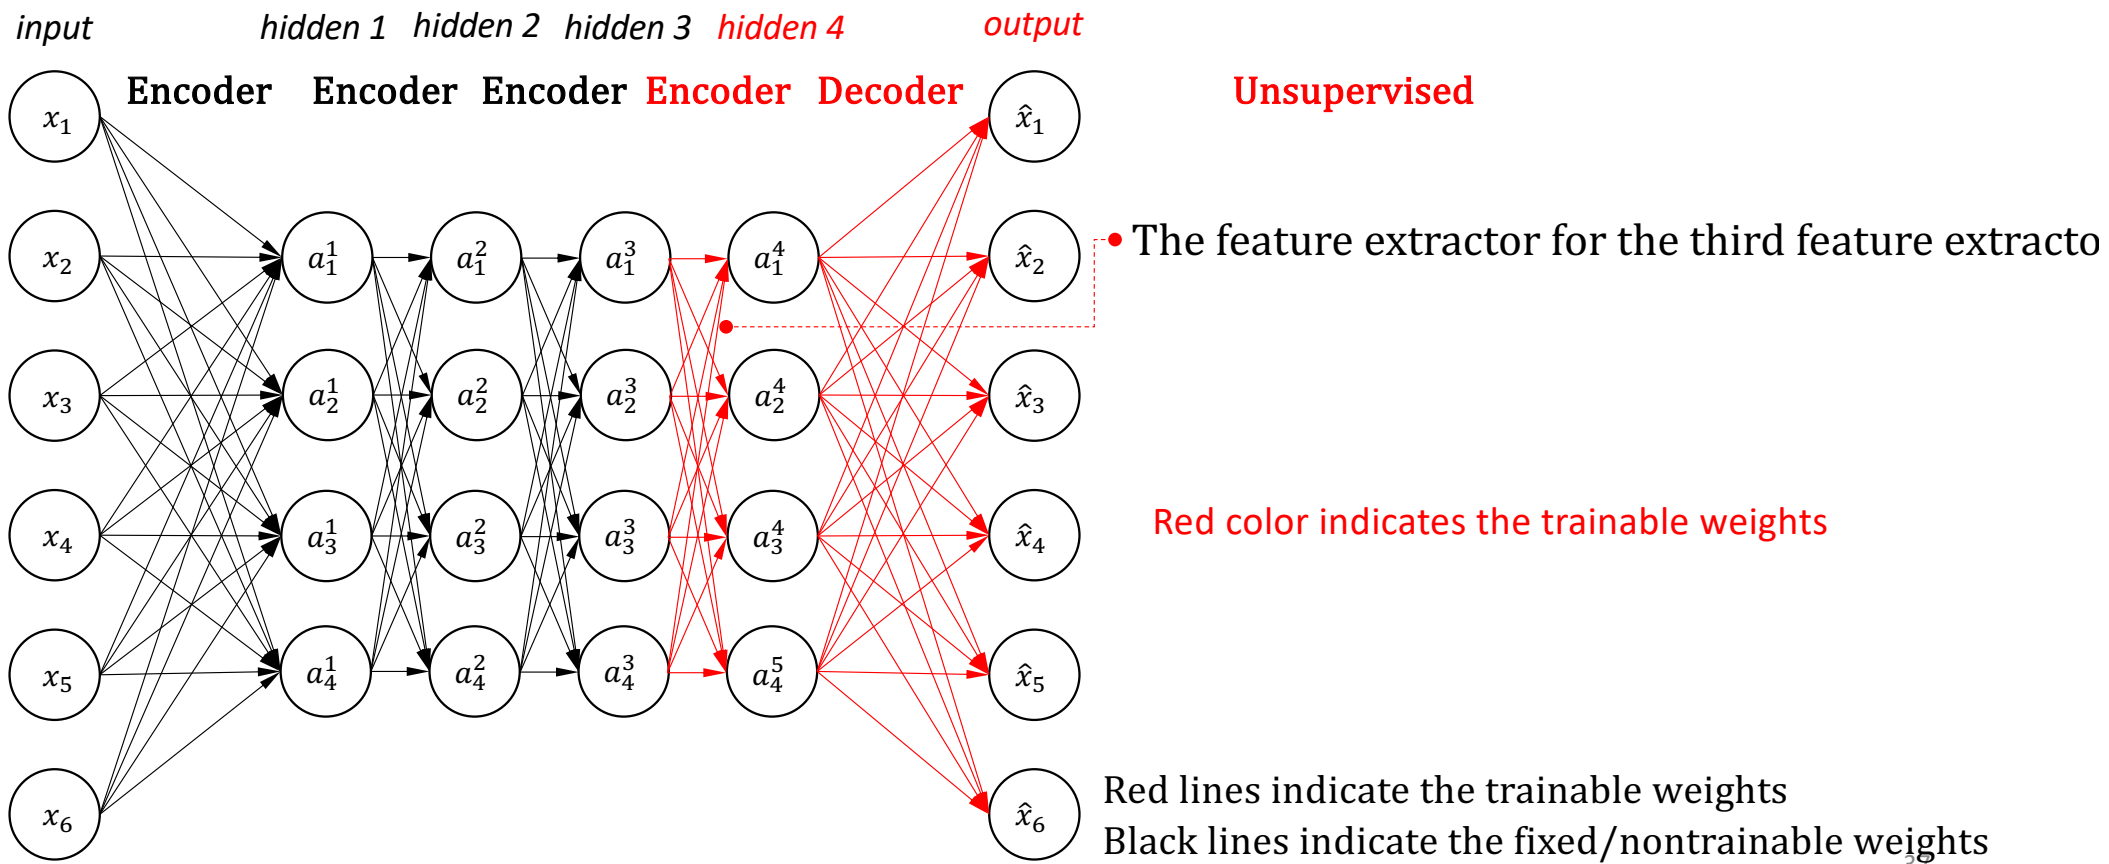 input hidden 1 hidden 2 hidden 3 hidden 4 output
Encoder Encoder Encoder Encoder Decoder Unsupervised
x₁ x̂₁
x₂ a₁¹ a₁² a₁³ a₁⁴ x̂₂
The feature extractor for the third feature extracto
x₃ a₂¹ a₂² a₂³ a₂⁴ x̂₃
x₄ a₃¹ a₃² a₃³ a₃⁴ x̂₄
Red color indicates the trainable weights
x₅ a₄¹ a₄² a₄³ a₄⁵ x̂₅
x₆ x̂₆
Red lines indicate the trainable weights
Black lines indicate the fixed/nontrainable weights